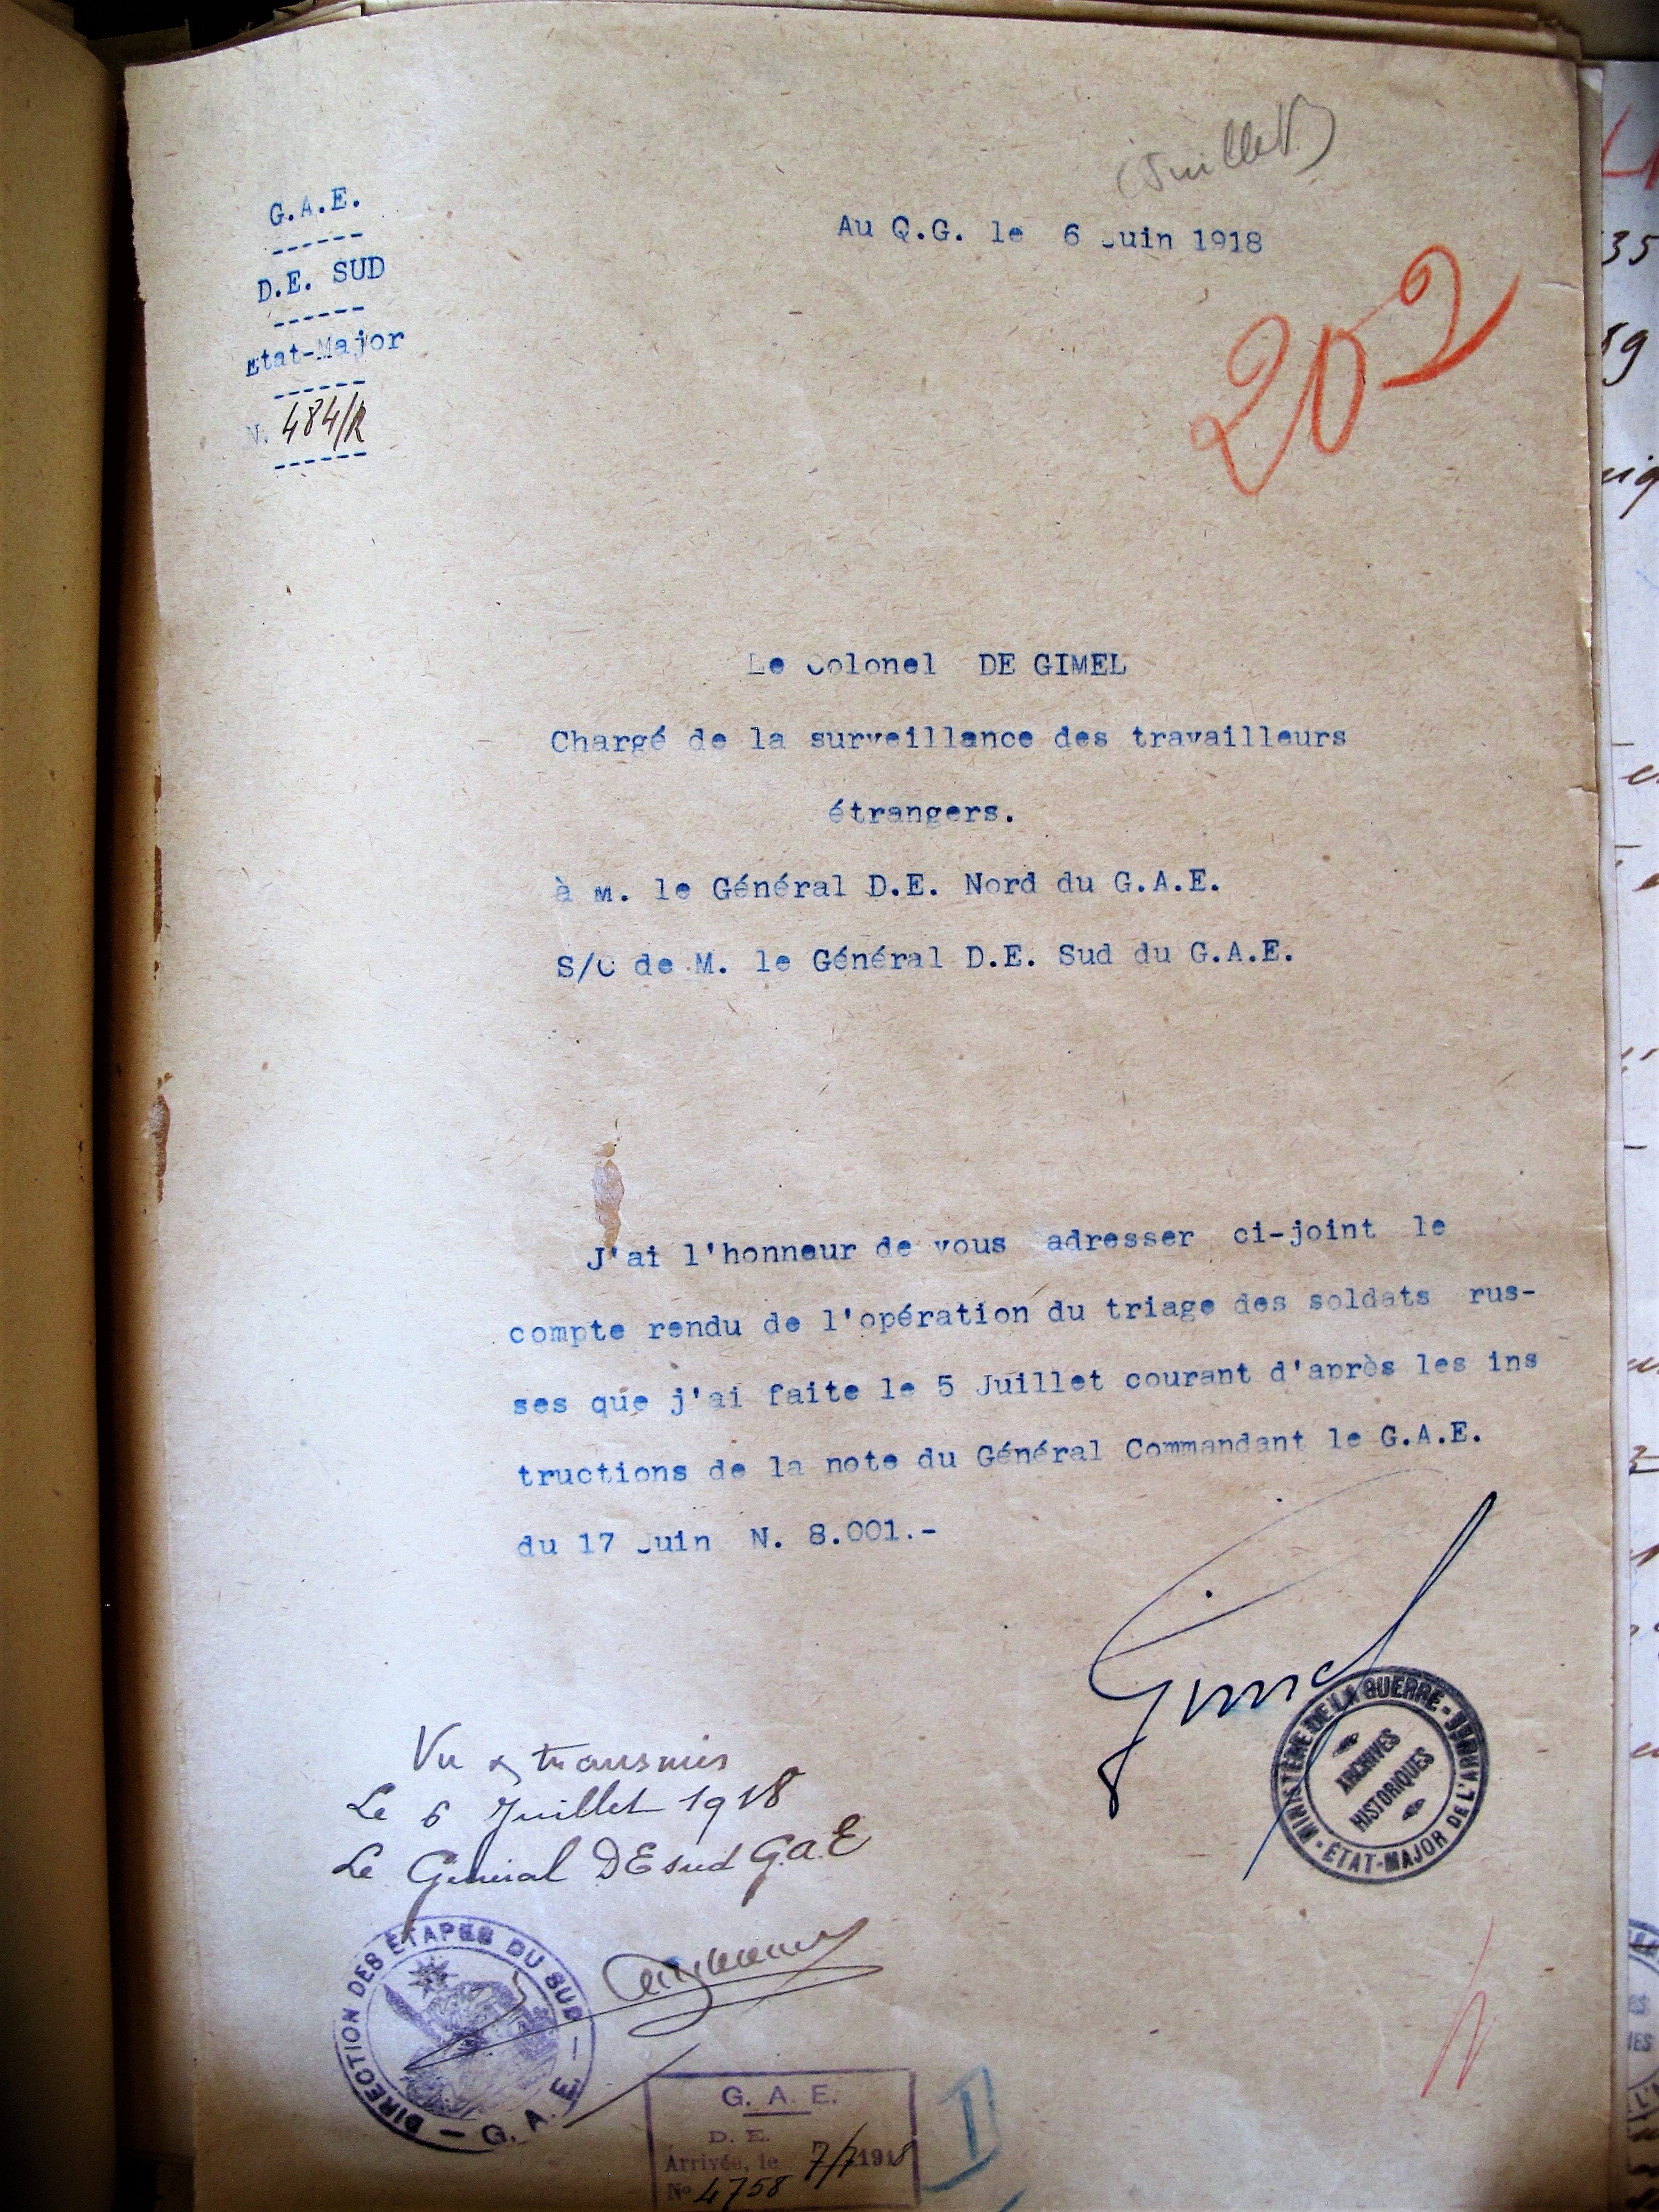 (Juillet)
G.A.E.
------
Au Q.G. le 6 Juin 1918
D.E. SUD
------
202
Etat-Major
------
N. 484/R
------
Le Colonel DE GIMEL
Chargé de la surveillance des travailleurs
étrangers.
à M. le Général D.E. Nord du G.A.E.
S/C de M. le Général D.E. Sud du G.A.E.
J'ai l'honneur de vous adresser ci-joint le
compte rendu de l'opération du triage des soldats rus-
ses que j'ai faite le 5 Juillet courant d'après les ins
tructions de la note du Général Commandant le G.A.E.
du 17 Juin N. 8.001.-
Gimel
MINISTÈRE DE LA GUERRE - ÉTAT-MAJOR DE L'ARMÉE -
ARCHIVES
HISTORIQUES
Vu & transmis
Le 6 Juillet 1918
Le Général DE sud G.A.E
DIRECTION DES ÉTAPES DU SUD - G. A. E. -
G. A. E.
D. E.
Arrivée, le 7/7 1918
No 4758